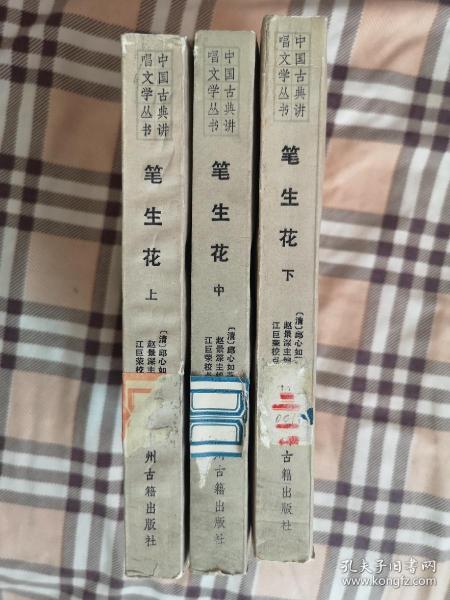 中国古典讲
唱文学丛书
笔生花
上
〔清〕邱心如
赵景深主
江巨荣校
州古籍出版社
中国古典讲
唱文学丛书
笔生花
中
〔清〕邱心如
赵景深主编
江巨荣校
州古籍出版社
中国古典讲
唱文学丛书
笔生花
下
〔清〕邱心如
赵景深主编
江巨荣校
古籍出版社
孔夫子旧书网
https://book.kongfz.com